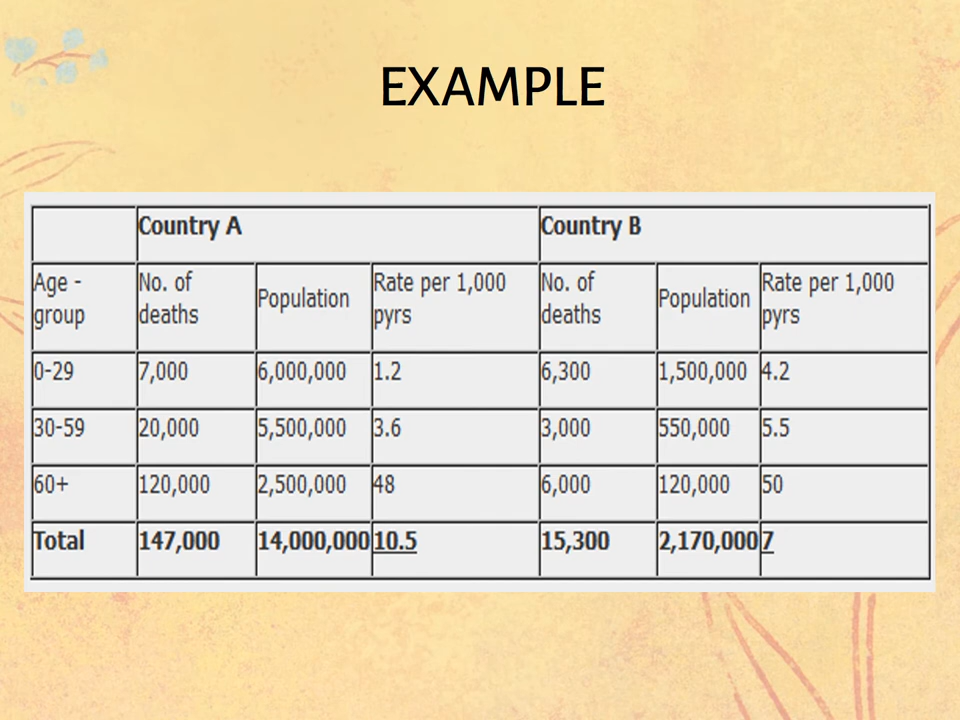 EXAMPLE
Country A Country B
Age - group No. of deaths Population Rate per 1,000 pyrs No. of deaths Population Rate per 1,000 pyrs
0-29 7,000 6,000,000 1.2 6,300 1,500,000 4.2
30-59 20,000 5,500,000 3.6 3,000 550,000 5.5
60+ 120,000 2,500,000 48 6,000 120,000 50
Total 147,000 14,000,000 10.5 15,300 2,170,000 7